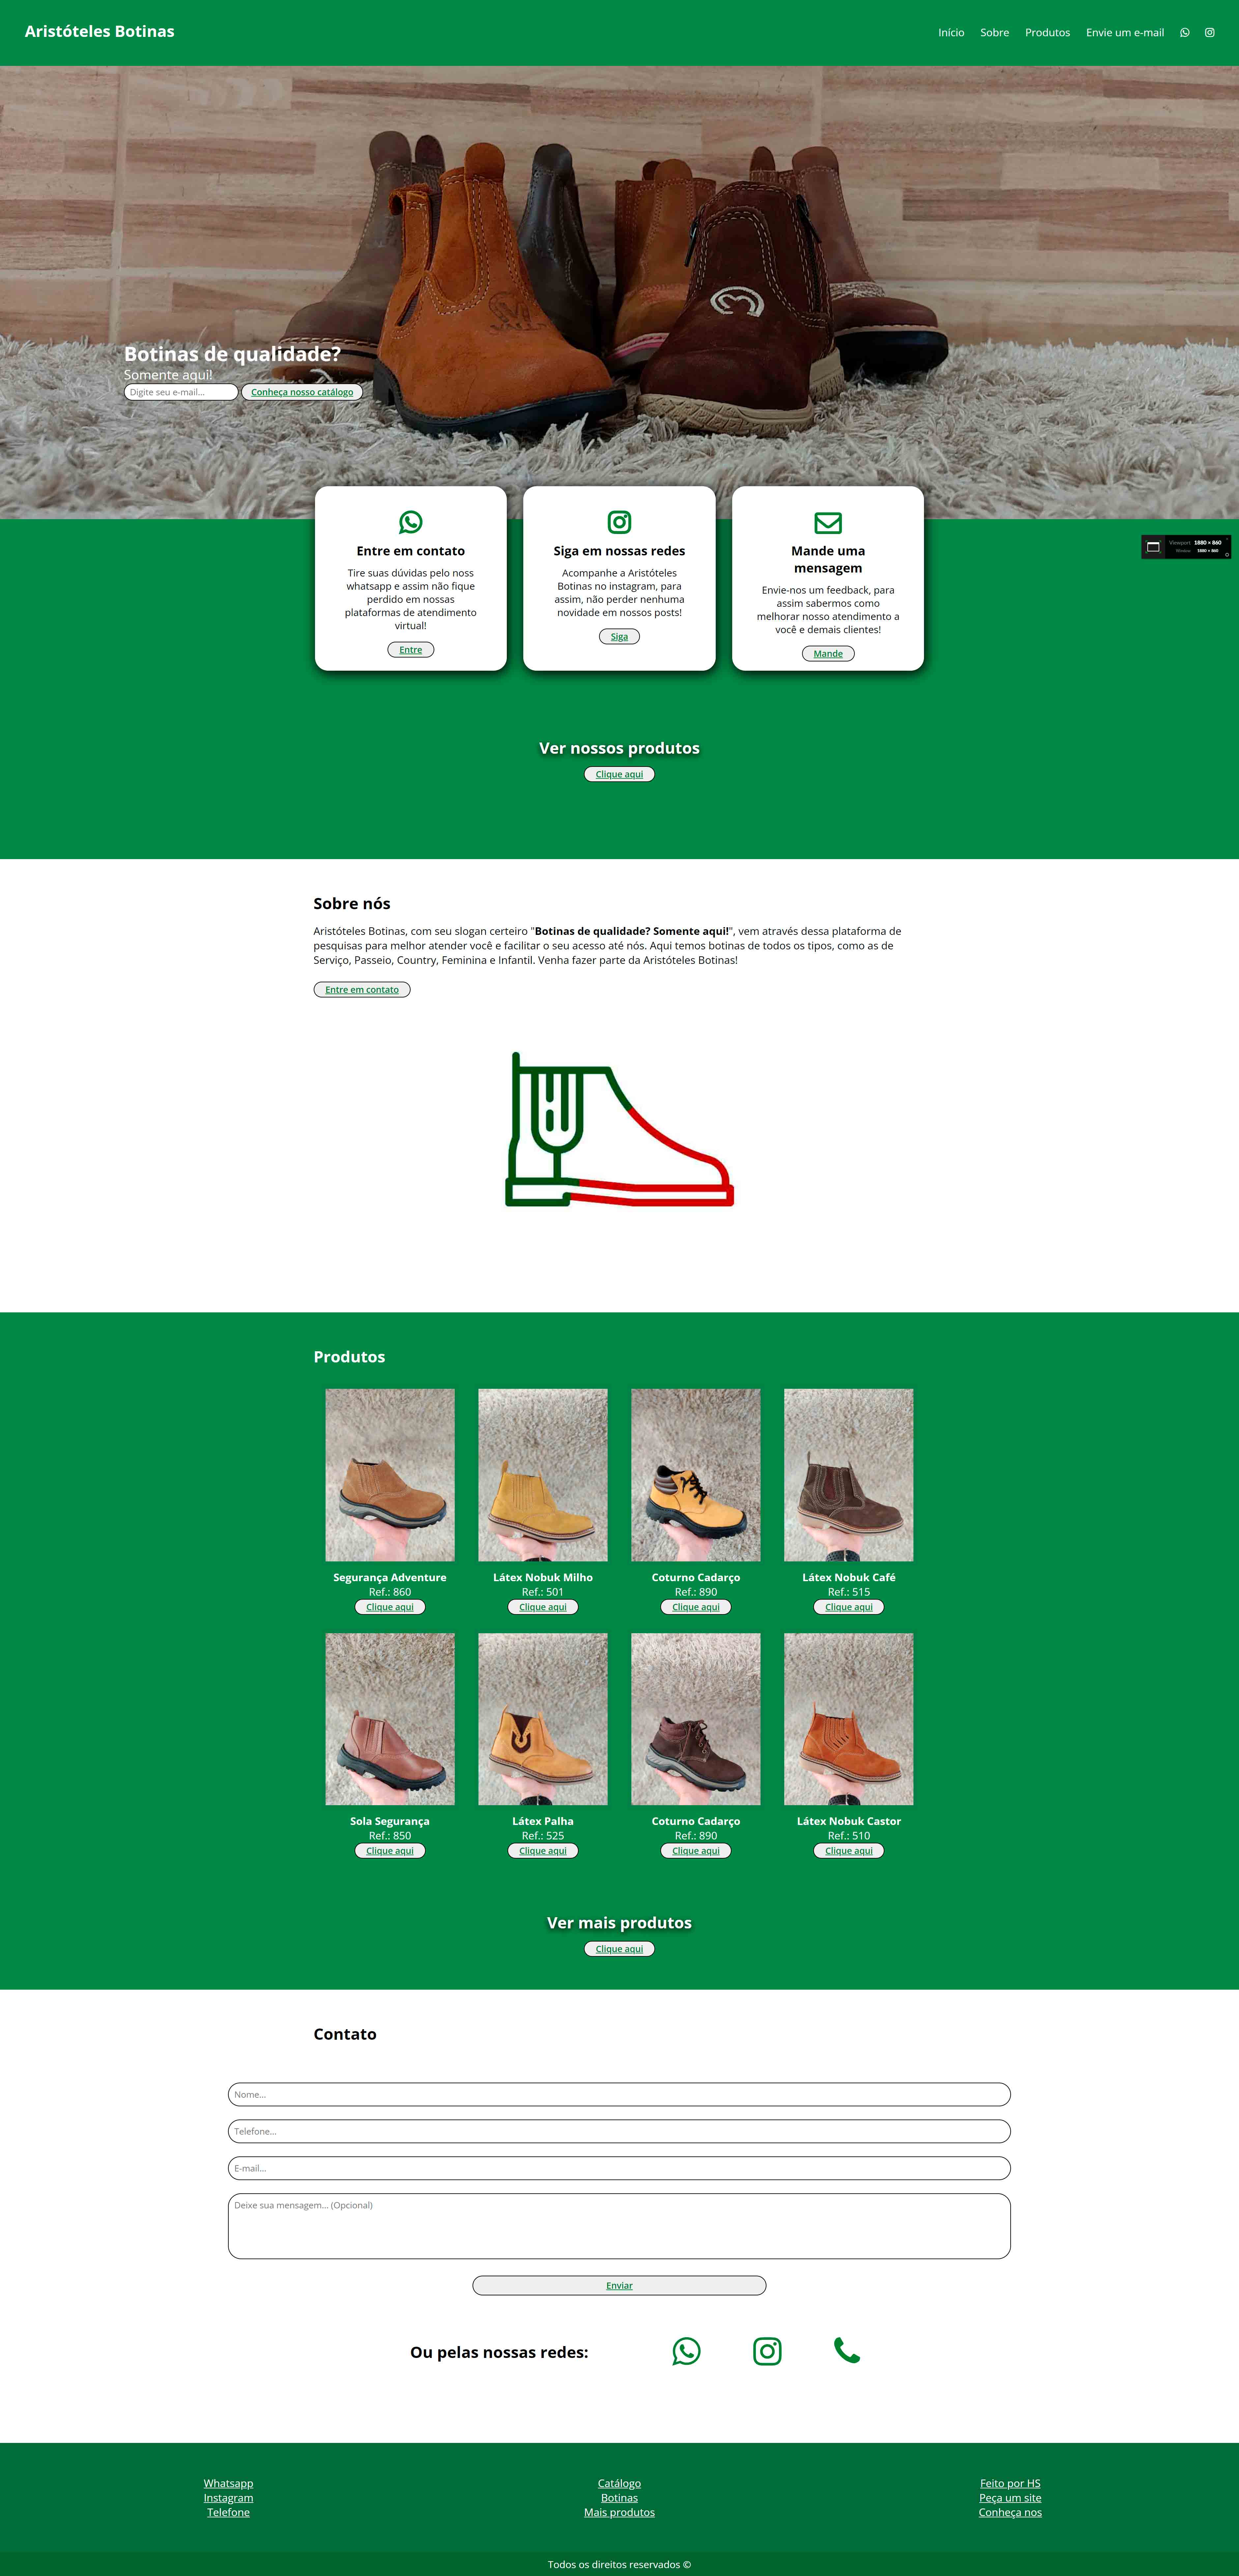 Aristóteles Botinas
Início Sobre Produtos Envie um e-mail
Botinas de qualidade?
Somente aqui!
Digite seu e-mail... Conheça nosso catálogo
Entre em contato
Tire suas dúvidas pelo noss
whatsapp e assim não fique
perdido em nossas
plataformas de atendimento
virtual!
Entre
Siga em nossas redes
Acompanhe a Aristóteles
Botinas no instagram, para
assim, não perder nenhuma
novidade em nossos posts!
Siga
Mande uma
mensagem
Envie-nos um feedback, para
assim sabermos como
melhorar nosso atendimento a
você e demais clientes!
Mande
Viewport 1880 × 860
Window 1880 × 860
Ver nossos produtos
Clique aqui
Sobre nós
Aristóteles Botinas, com seu slogan certeiro "Botinas de qualidade? Somente aqui!", vem através dessa plataforma de
pesquisas para melhor atender você e facilitar o seu acesso até nós. Aqui temos botinas de todos os tipos, como as de
Serviço, Passeio, Country, Feminina e Infantil. Venha fazer parte da Aristóteles Botinas!
Entre em contato
Produtos
Segurança Adventure Látex Nobuk Milho Coturno Cadarço Látex Nobuk Café
Ref.: 860 Ref.: 501 Ref.: 890 Ref.: 515
Clique aqui Clique aqui Clique aqui Clique aqui
Sola Segurança Látex Palha Coturno Cadarço Látex Nobuk Castor
Ref.: 850 Ref.: 525 Ref.: 890 Ref.: 510
Clique aqui Clique aqui Clique aqui Clique aqui
Ver mais produtos
Clique aqui
Contato
Nome...
Telefone...
E-mail...
Deixe sua mensagem... (Opcional)
Enviar
Ou pelas nossas redes:
Whatsapp Catálogo Feito por HS
Instagram Botinas Peça um site
Telefone Mais produtos Conheça nos
Todos os direitos reservados ©